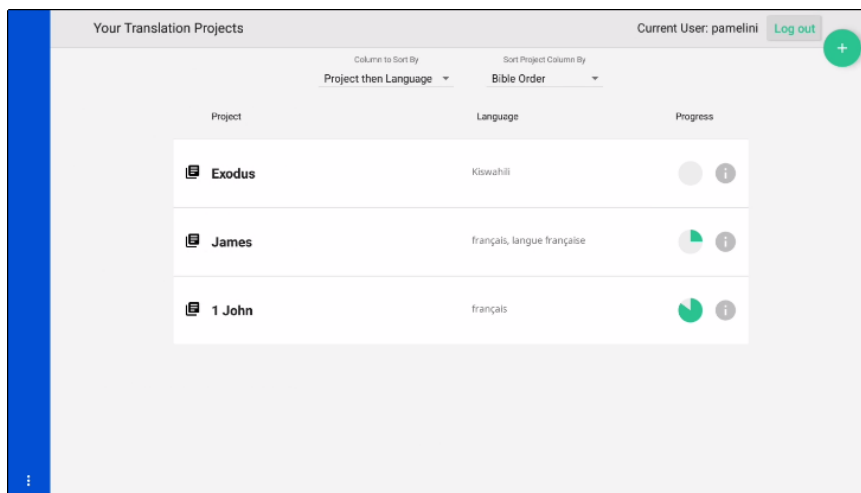 Your Translation Projects
Current User: pamelini
Log out
Column to Sort By
Sort Project Column By
Project then Language
Bible Order
Project
Language
Progress
Exodus
Kiswahili
James
français, langue française
1 John
français